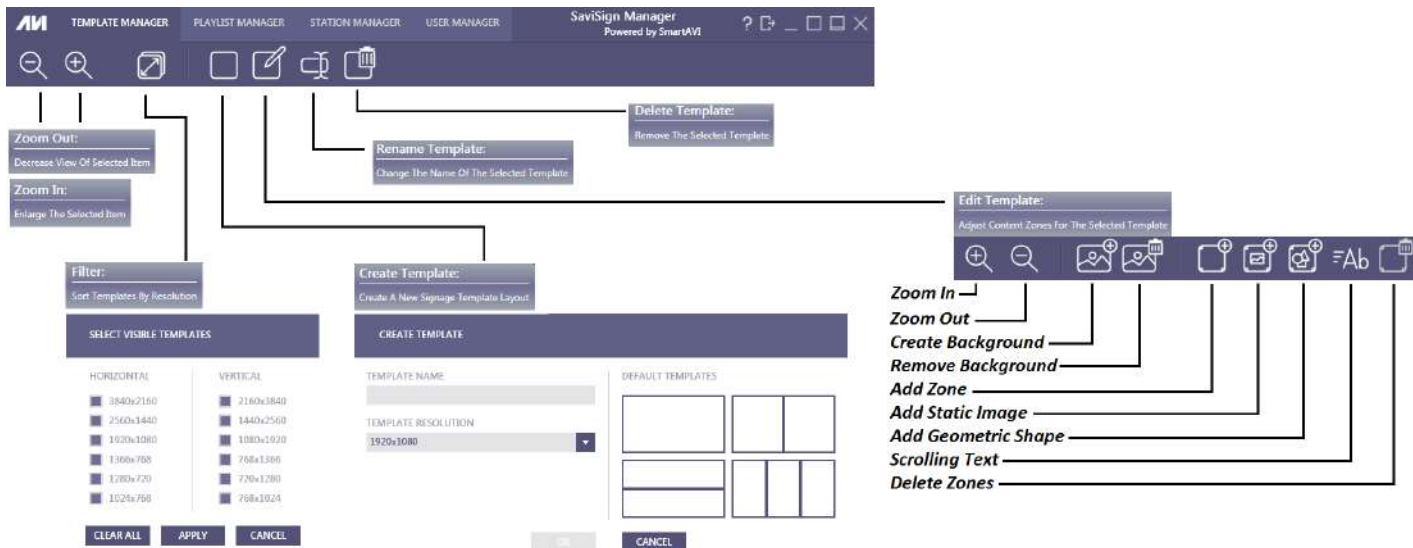 AVI TEMPLATE MANAGER PLAYLIST MANAGER STATION MANAGER USER MANAGER SaviSign Manager
Powered by SmartAVI
Zoom Out:
Decrease View Of Selected Item
Zoom In:
Enlarge The Selected Item
Delete Template:
Remove The Selected Template
Rename Template:
Change The Name Of The Selected Template
Edit Template:
Adjust Content Zones For The Selected Template
Ab
Zoom In
Zoom Out
Create Background
Remove Background
Add Zone
Add Static Image
Add Geometric Shape
Scrolling Text
Delete Zones
Filter:
Sort Templates By Resolution
SELECT VISIBLE TEMPLATES
HORIZONTAL VERTICAL
3840x2160 2160x3840
2560x1440 1440x2560
1920x1080 1080x1920
1366x768 768x1366
1280x720 720x1280
1024x768 768x1024
CLEAR ALL APPLY CANCEL
Create Template:
Create A New Signage Template Layout
CREATE TEMPLATE
TEMPLATE NAME DEFAULT TEMPLATES
TEMPLATE RESOLUTION
1920x1080
OK CANCEL